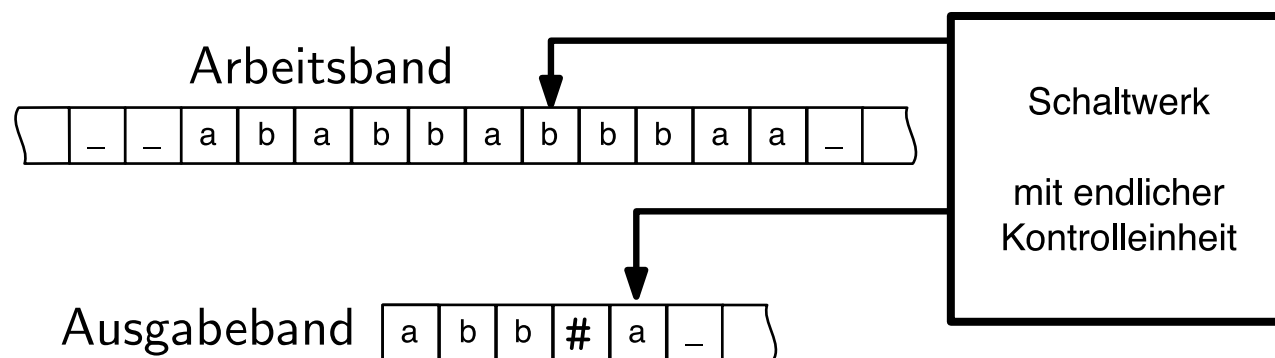 Arbeitsband
_ _ a b a b b a b b b a a _
Schaltwerk
mit endlicher
Kontrolleinheit
Ausgabeband a b b # a _